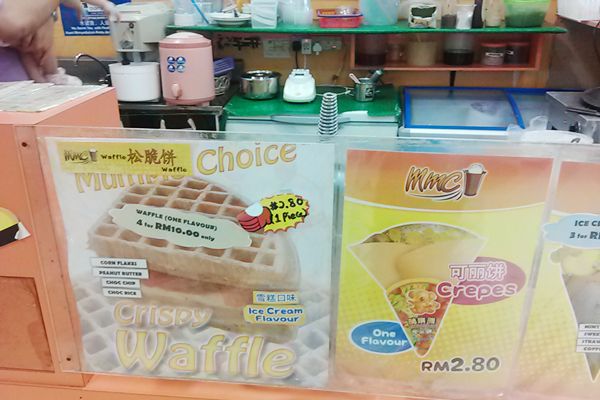 MMC Waffle 松脆饼
Waffle
Mum's Choice
#2.80
1 Piece
WAFFLE (ONE FLAVOUR)
4 for RM10.00 only
CORN FLAKES
PEANUT BUTTER
CHOC CHIP
CHOC RICE
雪糕口味
Ice Cream
Flavour
Crispy
Waffle
MMC
可丽饼
Crepes
One
Flavour
RM2.80
ICE C
3 for R